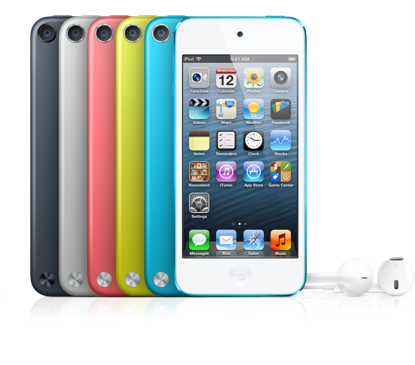 iPod 9:41 AM
Wednesday
12
FaceTime Calendar Photos Camera
Videos Maps Weather Passbook
Notes Reminders Clock Stocks
Newsstand iTunes App Store Game Center
Settings
Messages Mail Safari Music